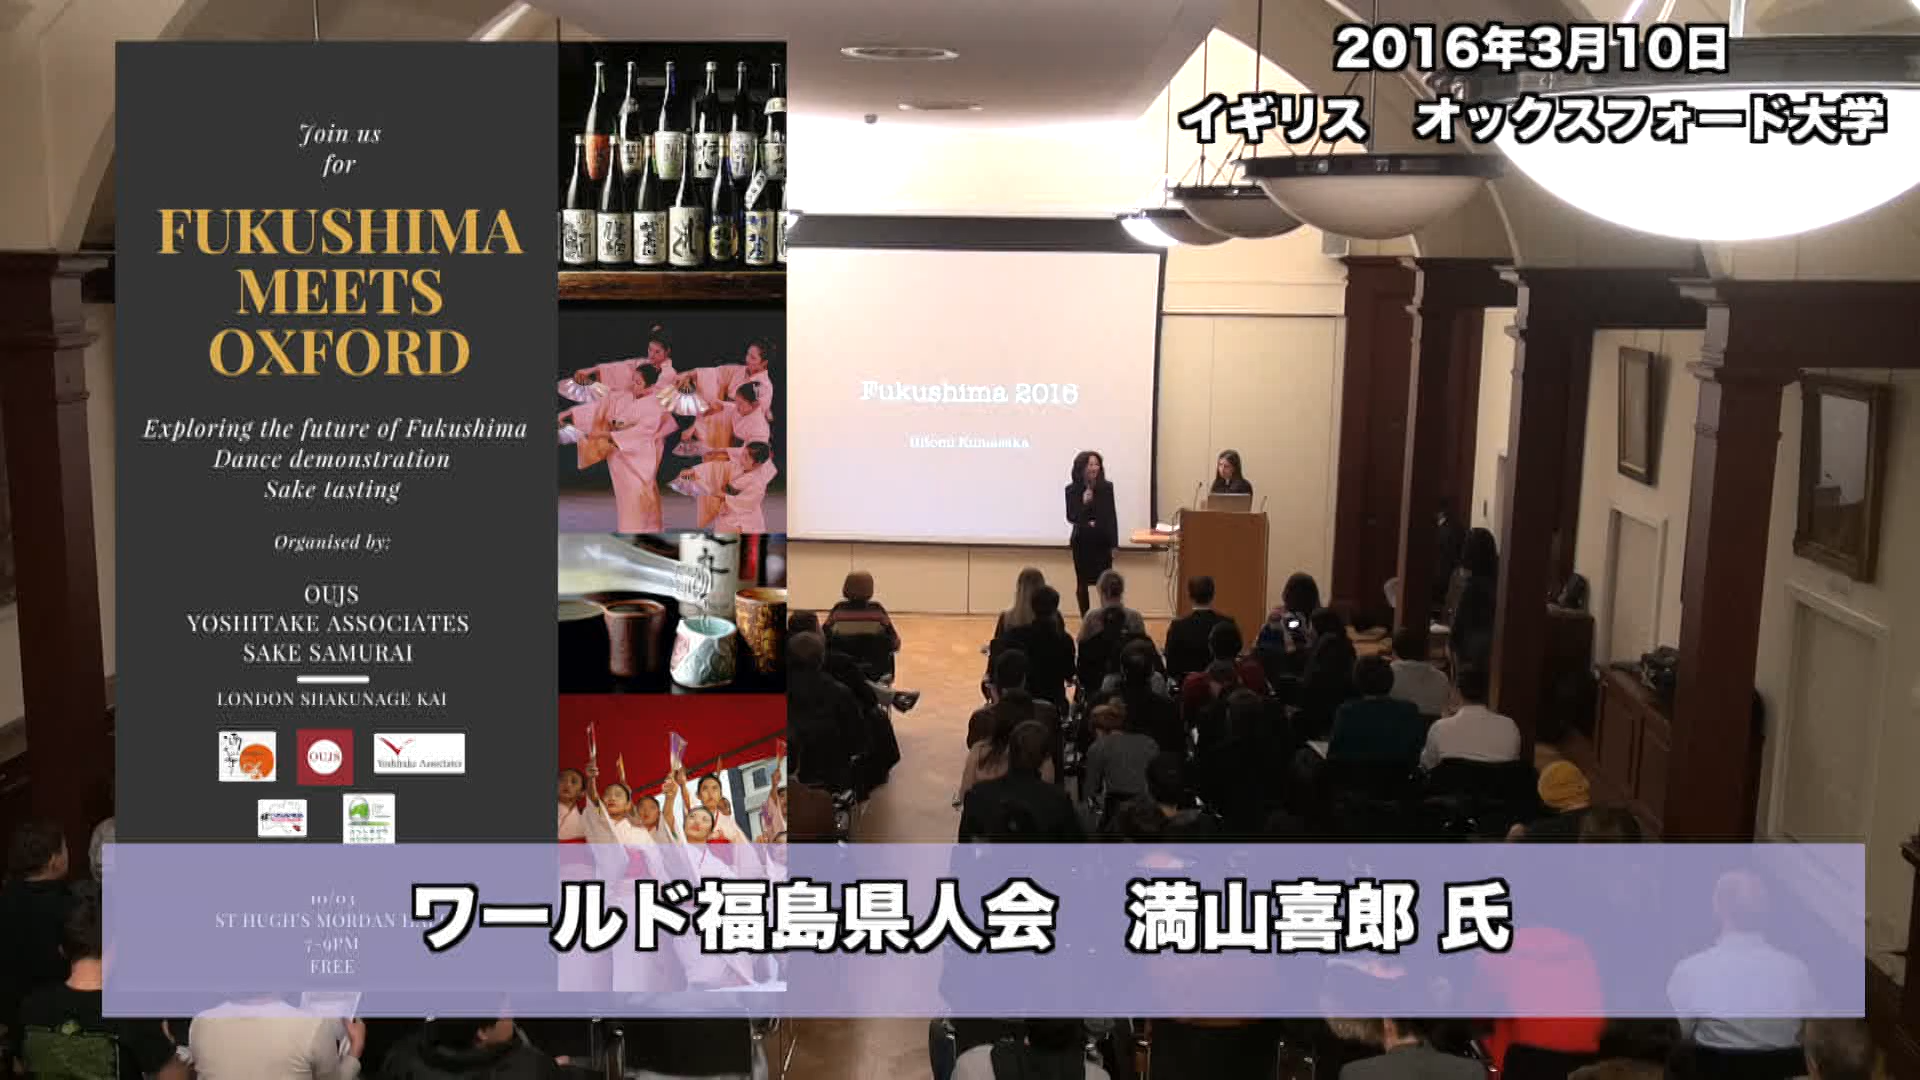 2016年3月10日
イギリス　オックスフォード大学
Join us
for
FUKUSHIMA
MEETS
OXFORD
Exploring the future of Fukushima
Dance demonstration
Sake tasting
Organised by:
OUJS
YOSHITAKE ASSOCIATES
SAKE SAMURAI
LONDON SHAKUNAGE KAI
OUJS
Yoshitake Associates
10/03
ST HUGH'S MORDAN
7-9PM
FREE
Fukushima 2016
ワールド福島県人会　満山喜郎 氏